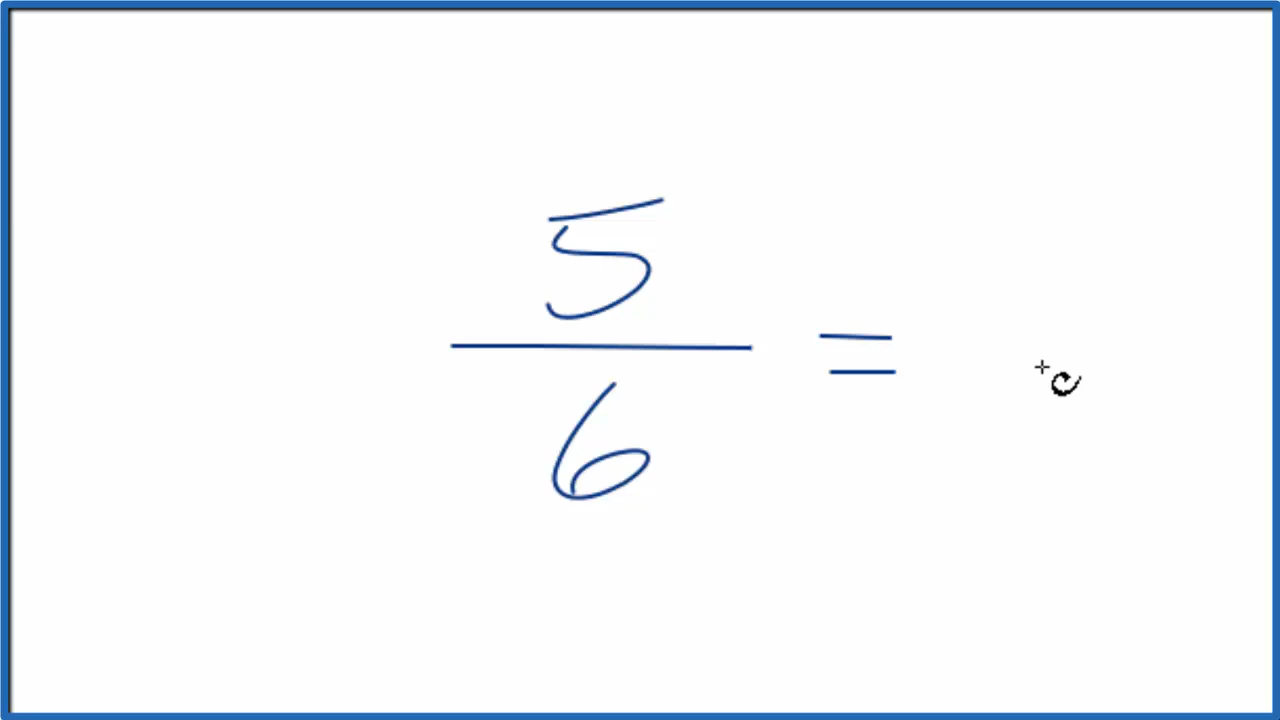 5
— =
6